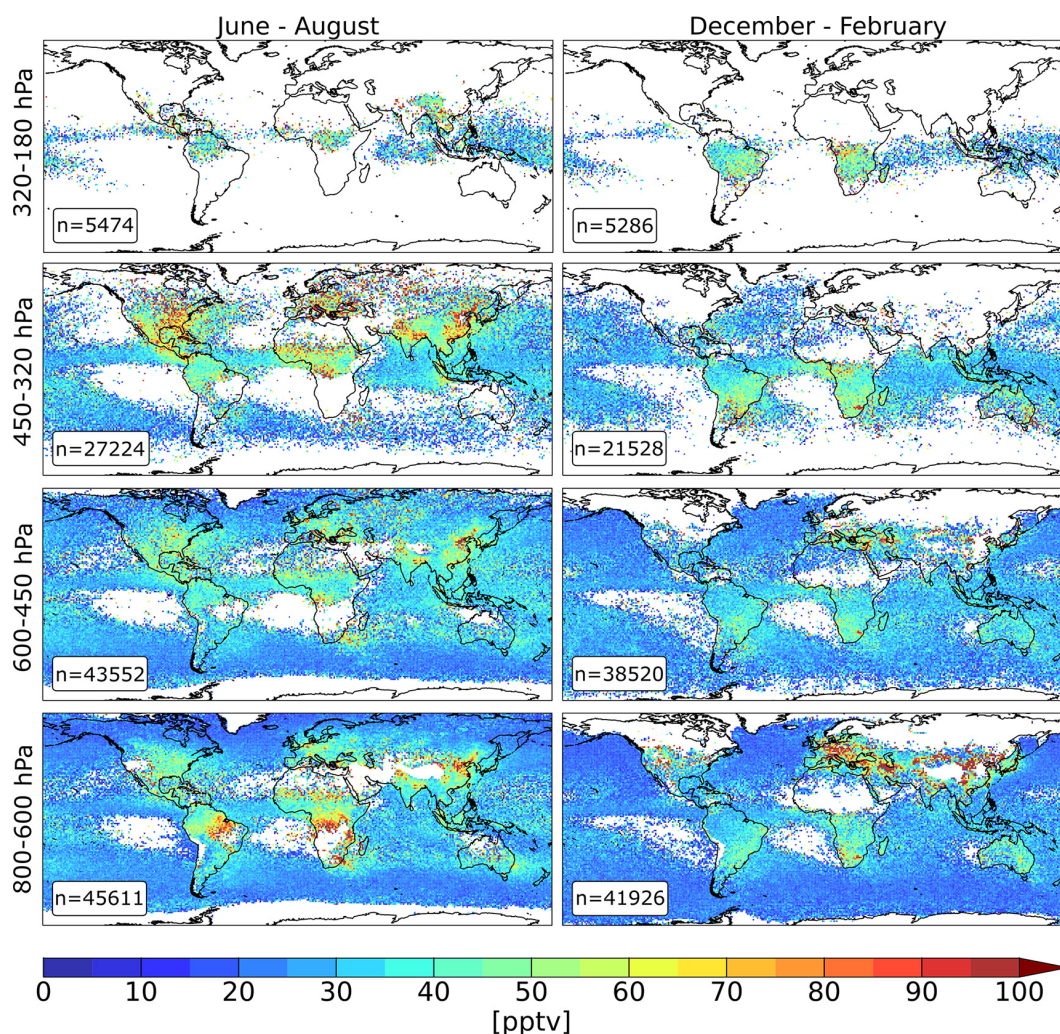 June - August
December - February
320-180 hPa
n=5474
n=5286
450-320 hPa
n=27224
n=21528
600-450 hPa
n=43552
n=38520
800-600 hPa
n=45611
n=41926
0 10 20 30 40 50 60 70 80 90 100
[pptv]